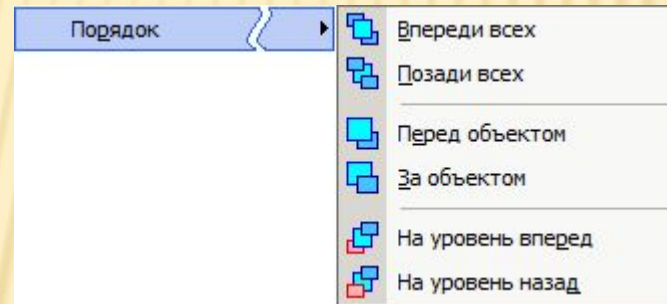 Порядок
Впереди всех
Позади всех
Перед объектом
За объектом
На уровень вперед
На уровень назад